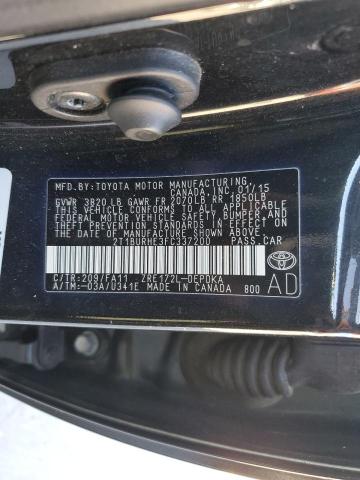 MFD.BY:TOYOTA MOTOR MANUFACTURING,
CANADA, INC. 01/15
GVWR 3820 LB GAWR FR 2070LB RR 1850LB
THIS VEHICLE CONFORMS TO ALL APPLICABLE
FEDERAL MOTOR VEHICLE SAFETY, BUMPER, AND
THEFT PREVENTION STANDARDS IN EFFECT ON
THE DATE OF MANUFACTURE SHOWN ABOVE.
2T1BURHE3FC337200 PASS.CAR
C/TR:209/FA11 ZRE172L-DEPDKA
A/TM:-03A/0341E MADE IN CANADA 800
AD